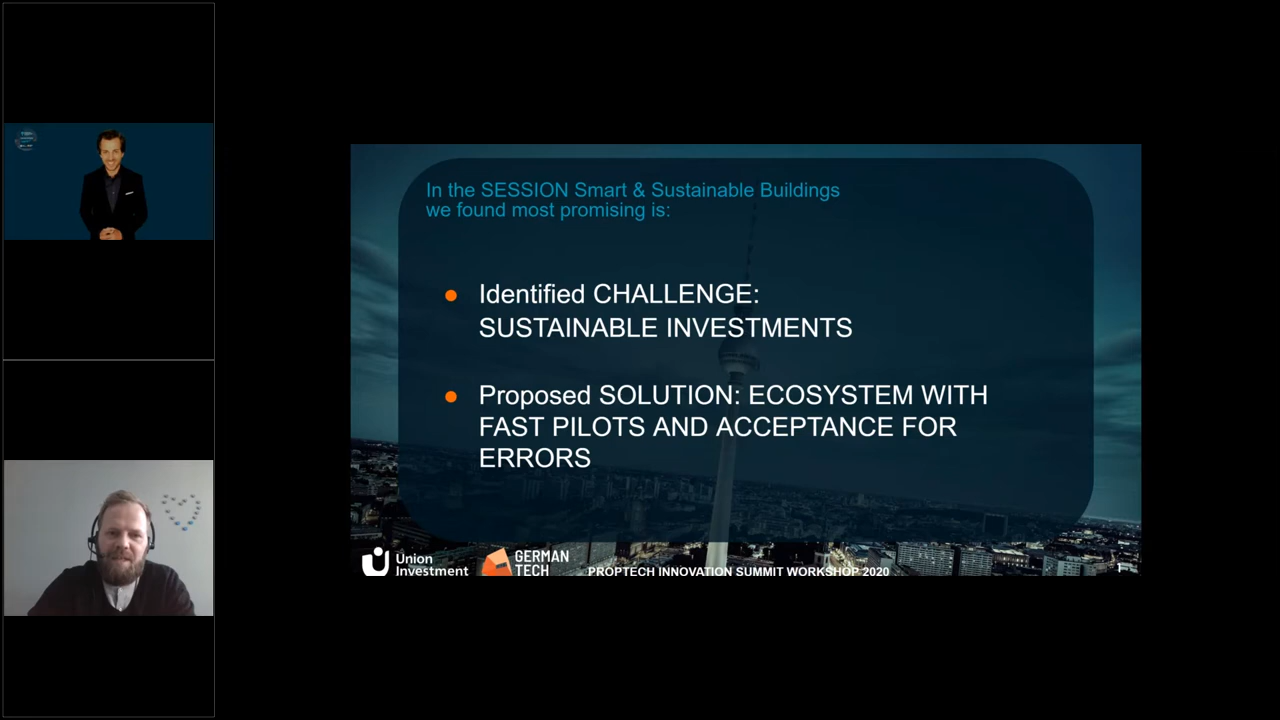 In the SESSION Smart & Sustainable Buildings
we found most promising is:
Identified CHALLENGE:
SUSTAINABLE INVESTMENTS
Proposed SOLUTION: ECOSYSTEM WITH
FAST PILOTS AND ACCEPTANCE FOR
ERRORS
Union
Investment
GERMAN
TECH
PROPTECH INNOVATION SUMMIT WORKSHOP 2020